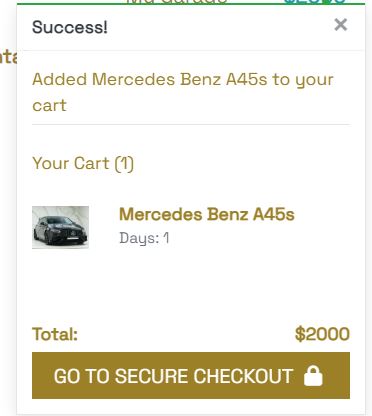 Success!
Added Mercedes Benz A45s to your
cart
Your Cart (1)
Mercedes Benz A45s
Days: 1
Total: $2000
GO TO SECURE CHECKOUT